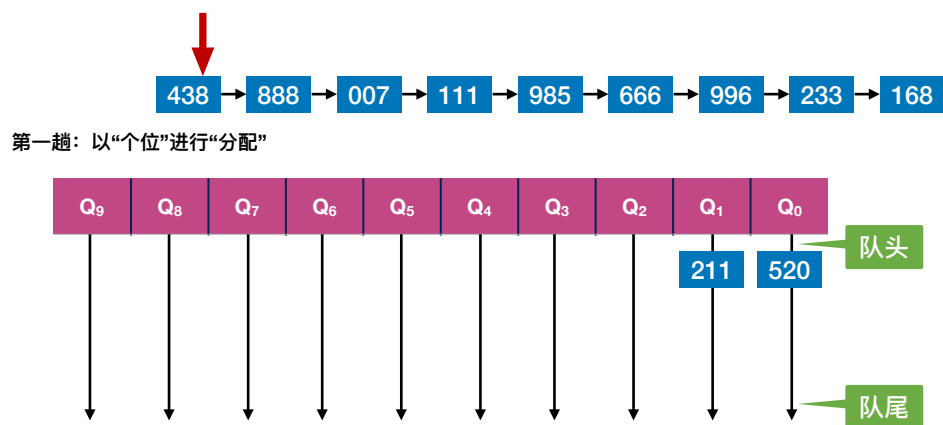 438 888 007 111 985 666 996 233 168
第一趟：以“个位”进行“分配”
Q₉ Q₈ Q₇ Q₆ Q₅ Q₄ Q₃ Q₂ Q₁ Q₀
队头
211 520
队尾